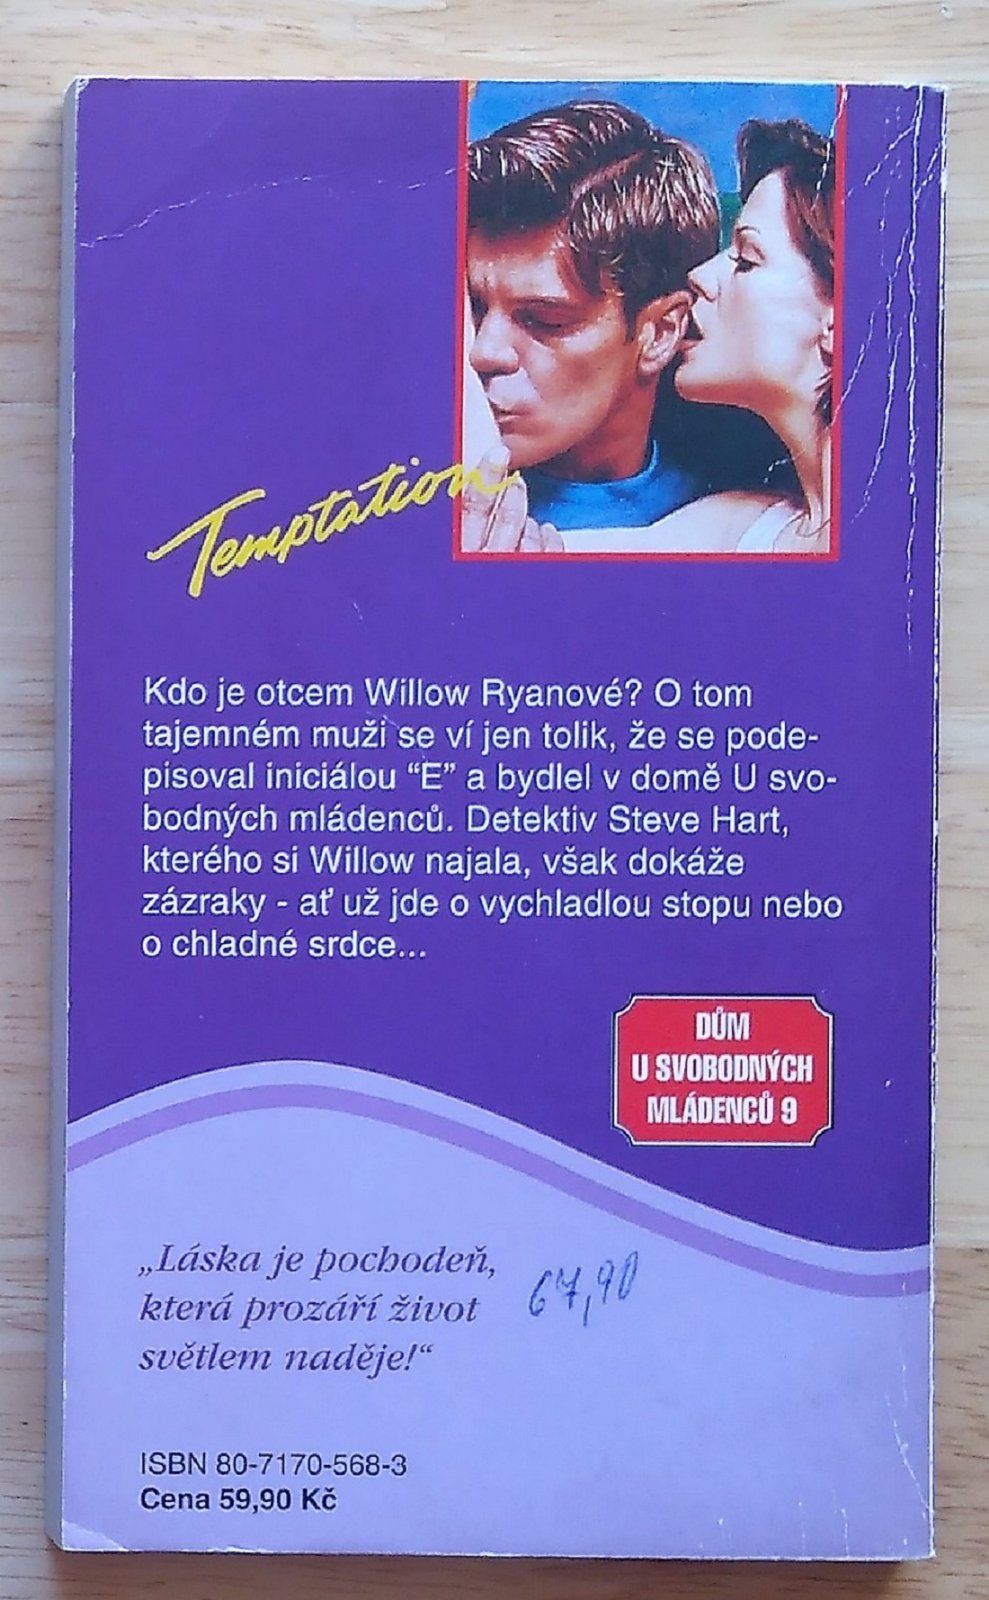 Temptation
Kdo je otcem Willow Ryanové? O tom
tajemném muži se ví jen tolik, že se pode-
pisoval iniciálou “E” a bydlel v domě U svo-
bodných mládenců. Detektiv Steve Hart,
kterého si Willow najala, však dokáže
zázraky - ať už jde o vychladlou stopu nebo
o chladné srdce...
DŮM
U SVOBODNÝCH
MLÁDENCŮ 9
„Láska je pochodeň,
která prozáří život
světlem naděje!“
67,90
ISBN 80-7170-568-3
Cena 59,90 Kč